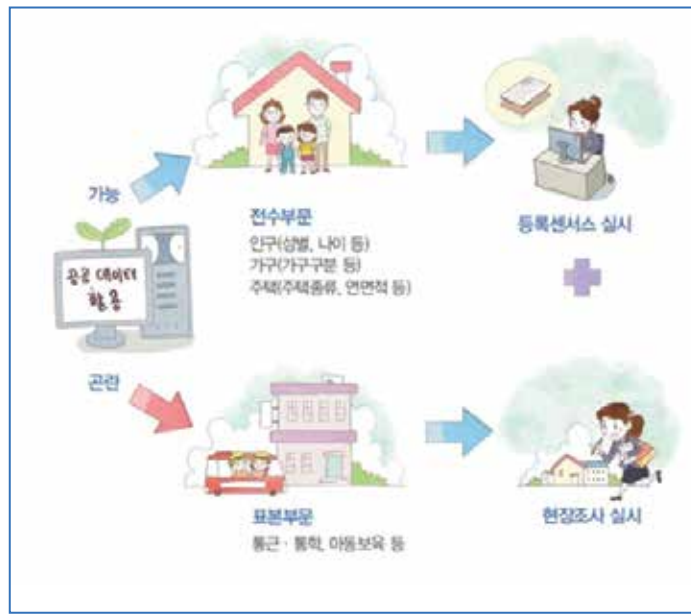 가능
공공 데이터
활용
곤란
전수부문
인구(성별, 나이 등)
가구(가구구분 등)
주택(주택종류, 연면적 등)
등록센서스 실시
표본부문
통근·통학, 아동보육 등
현장조사 실시